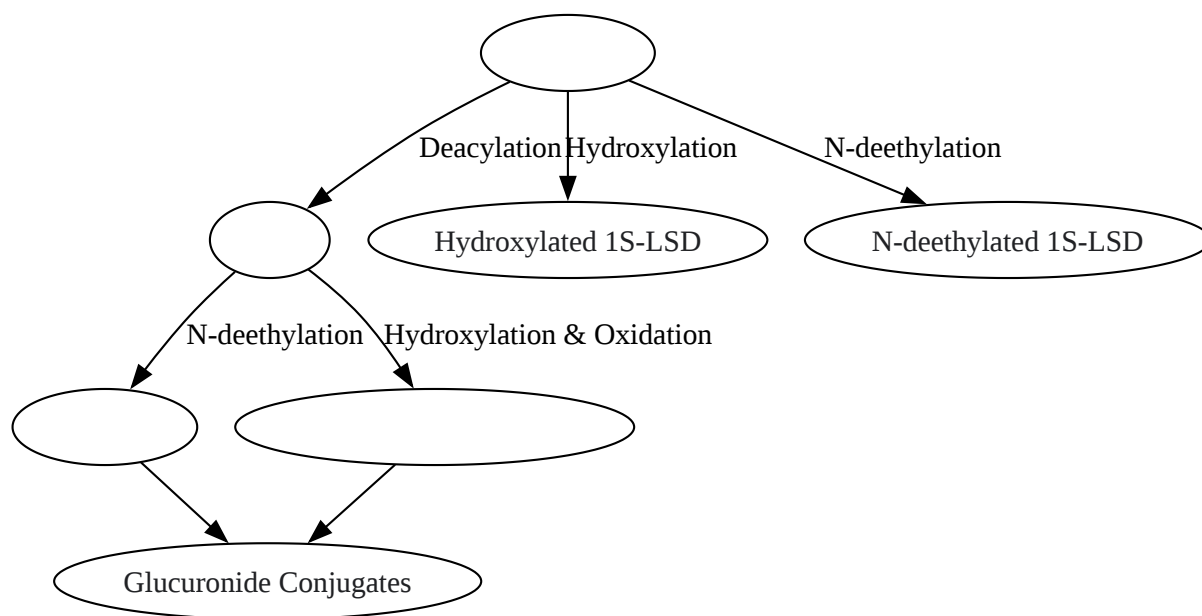 Deacylation
Hydroxylation
N-deethylation
Hydroxylated 1S-LSD
N-deethylated 1S-LSD
N-deethylation
Hydroxylation & Oxidation
Glucuronide Conjugates